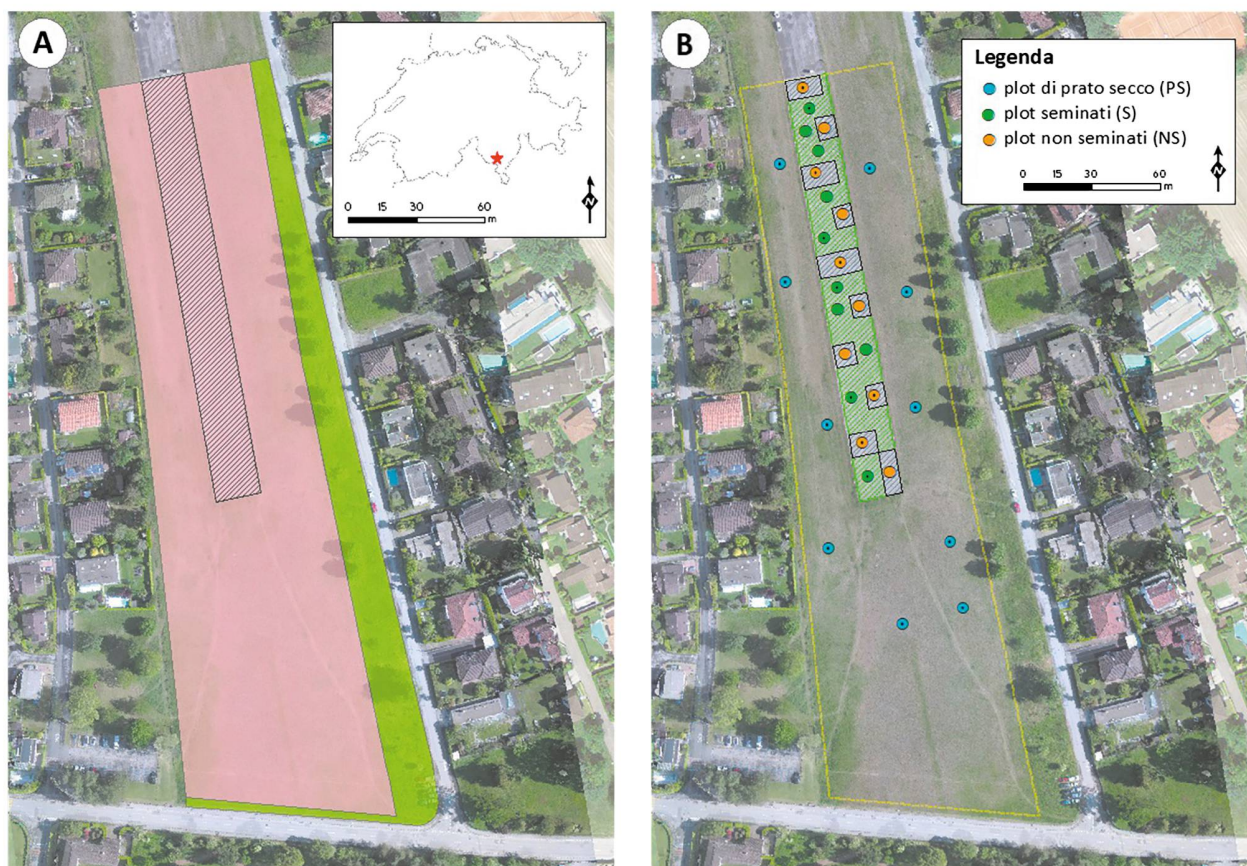 A
0 15 30 60
m
N
B
Legenda
plot di prato secco (PS)
plot seminati (S)
plot non seminati (NS)
0 15 30 60
m
N